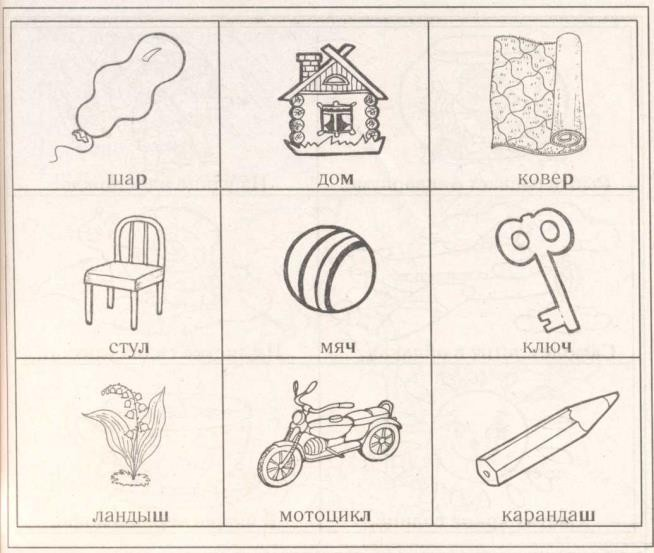 шар дом ковер
стул мяч ключ
ландыш мотоцикл карандаш